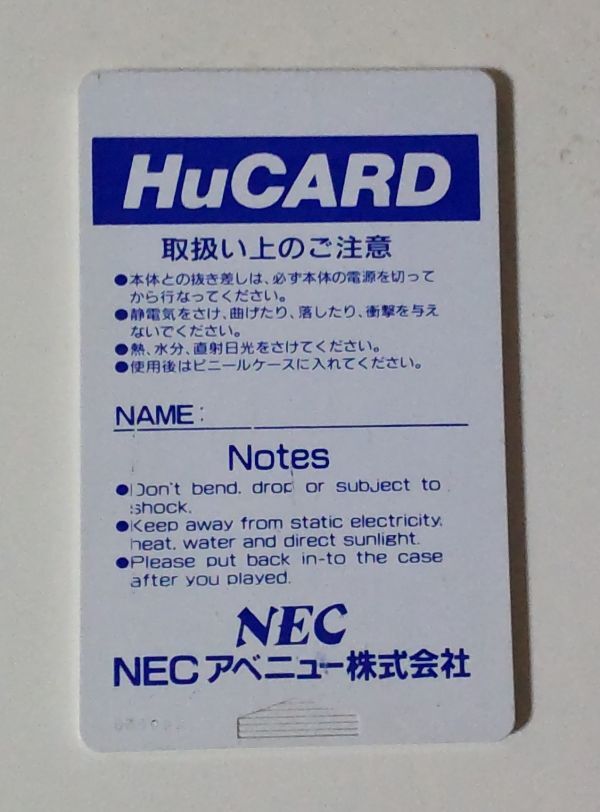 HuCARD
取扱い上のご注意
●本体との抜き差しは、必ず本体の電源を切って
から行なってください。
●静電気をさけ、曲げたり、落したり、衝撃を与え
ないでください。
●熱、水分、直射日光をさけてください。
●使用後はビニールケースに入れてください。
NAME:
Notes
●Don't bend, drop or subject to
shock.
●Keep away from static electricity,
heat, water and direct sunlight.
●Please put back in-to the case
after you played.
NEC
NECアベニュー株式会社